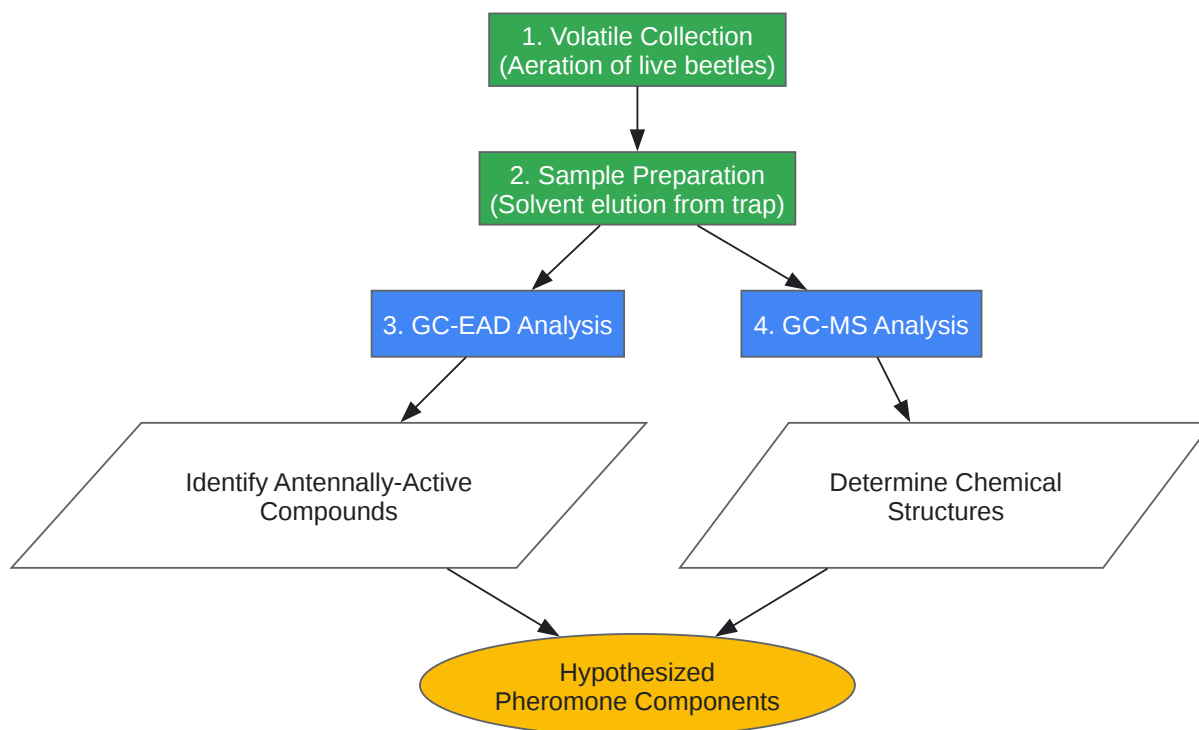 1. Volatile Collection
(Aeration of live beetles)
2. Sample Preparation
(Solvent elution from trap)
3. GC-EAD Analysis
4. GC-MS Analysis
Identify Antennally-Active
Compounds
Determine Chemical
Structures
Hypothesized
Pheromone Components